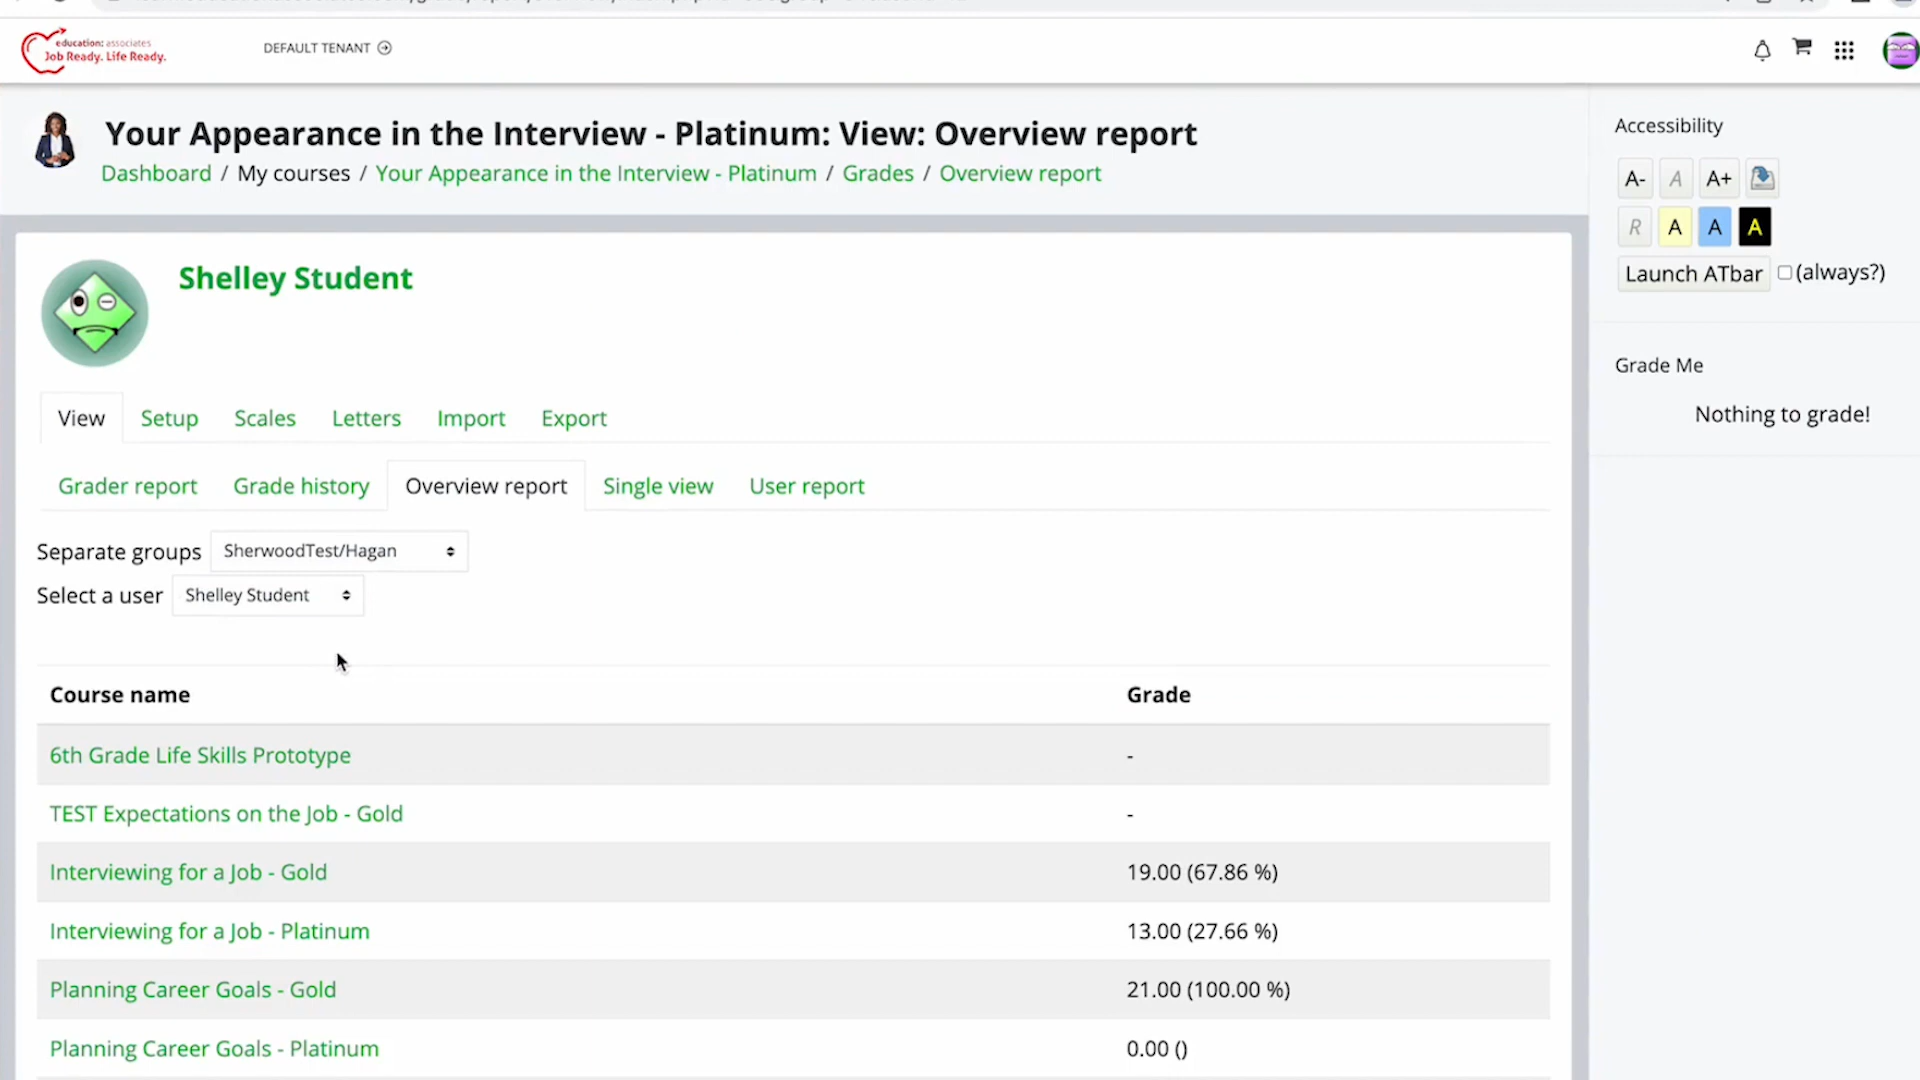 education: associates
Job Ready. Life Ready.
DEFAULT TENANT
Your Appearance in the Interview - Platinum: View: Overview report
Dashboard / My courses / Your Appearance in the Interview - Platinum / Grades / Overview report
Shelley Student
View Setup Scales Letters Import Export
Grader report Grade history Overview report Single view User report
Separate groups SherwoodTest/Hagan
Select a user Shelley Student
Course name Grade
6th Grade Life Skills Prototype -
TEST Expectations on the Job - Gold -
Interviewing for a Job - Gold 19.00 (67.86 %)
Interviewing for a Job - Platinum 13.00 (27.66 %)
Planning Career Goals - Gold 21.00 (100.00 %)
Planning Career Goals - Platinum 0.00 ()
Accessibility
A- A A+
R A A A
Launch ATbar (always?)
Grade Me
Nothing to grade!